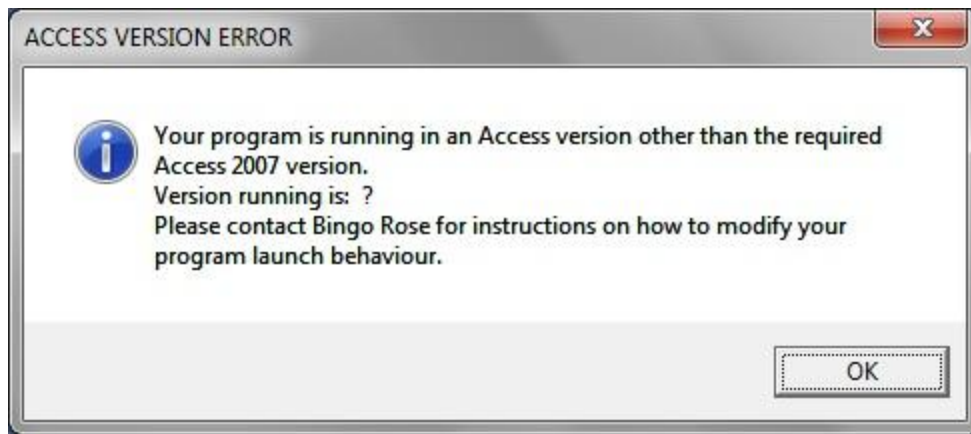 ACCESS VERSION ERROR
Your program is running in an Access version other than the required
Access 2007 version.
Version running is:  ?
Please contact Bingo Rose for instructions on how to modify your
program launch behaviour.
OK